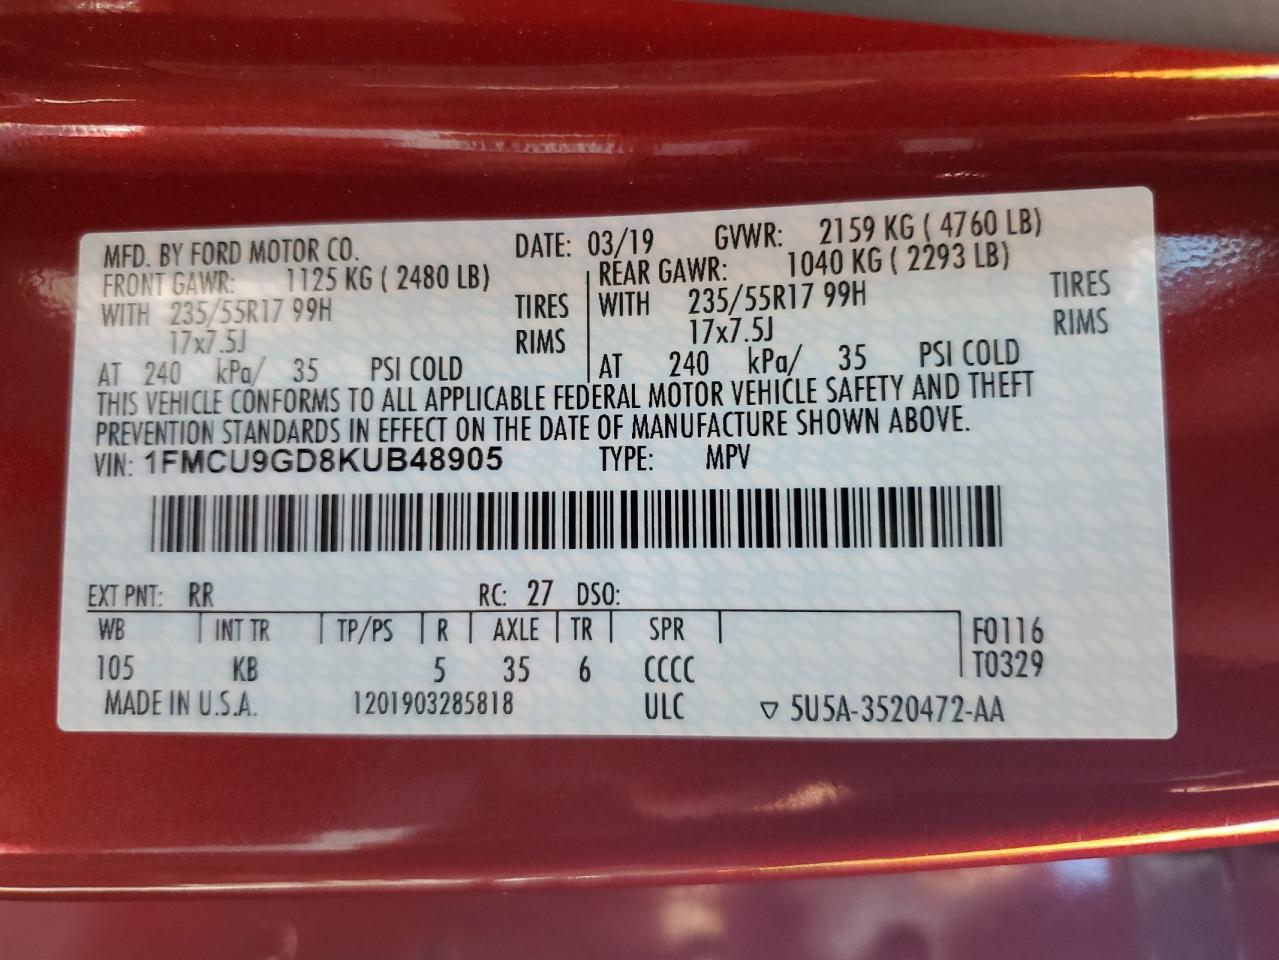 MFD. BY FORD MOTOR CO. DATE: 03/19 GVWR: 2159 KG ( 4760 LB)
FRONT GAWR: 1125 KG ( 2480 LB) REAR GAWR: 1040 KG ( 2293 LB)
WITH 235/55R17 99H TIRES WITH 235/55R17 99H TIRES
17x7.5J RIMS 17x7.5J RIMS
AT 240 kPa/ 35 PSI COLD AT 240 kPa/ 35 PSI COLD
THIS VEHICLE CONFORMS TO ALL APPLICABLE FEDERAL MOTOR VEHICLE SAFETY AND THEFT
PREVENTION STANDARDS IN EFFECT ON THE DATE OF MANUFACTURE SHOWN ABOVE.
VIN: 1FMCU9GD8KUB48905 TYPE: MPV
EXT PNT: RR RC: 27 DSO:
WB INT TR TP/PS R AXLE TR SPR F0116
105 KB 5 35 6 CCCC T0329
MADE IN U.S.A. 1201903285818 ULC ▽ 5U5A-3520472-AA